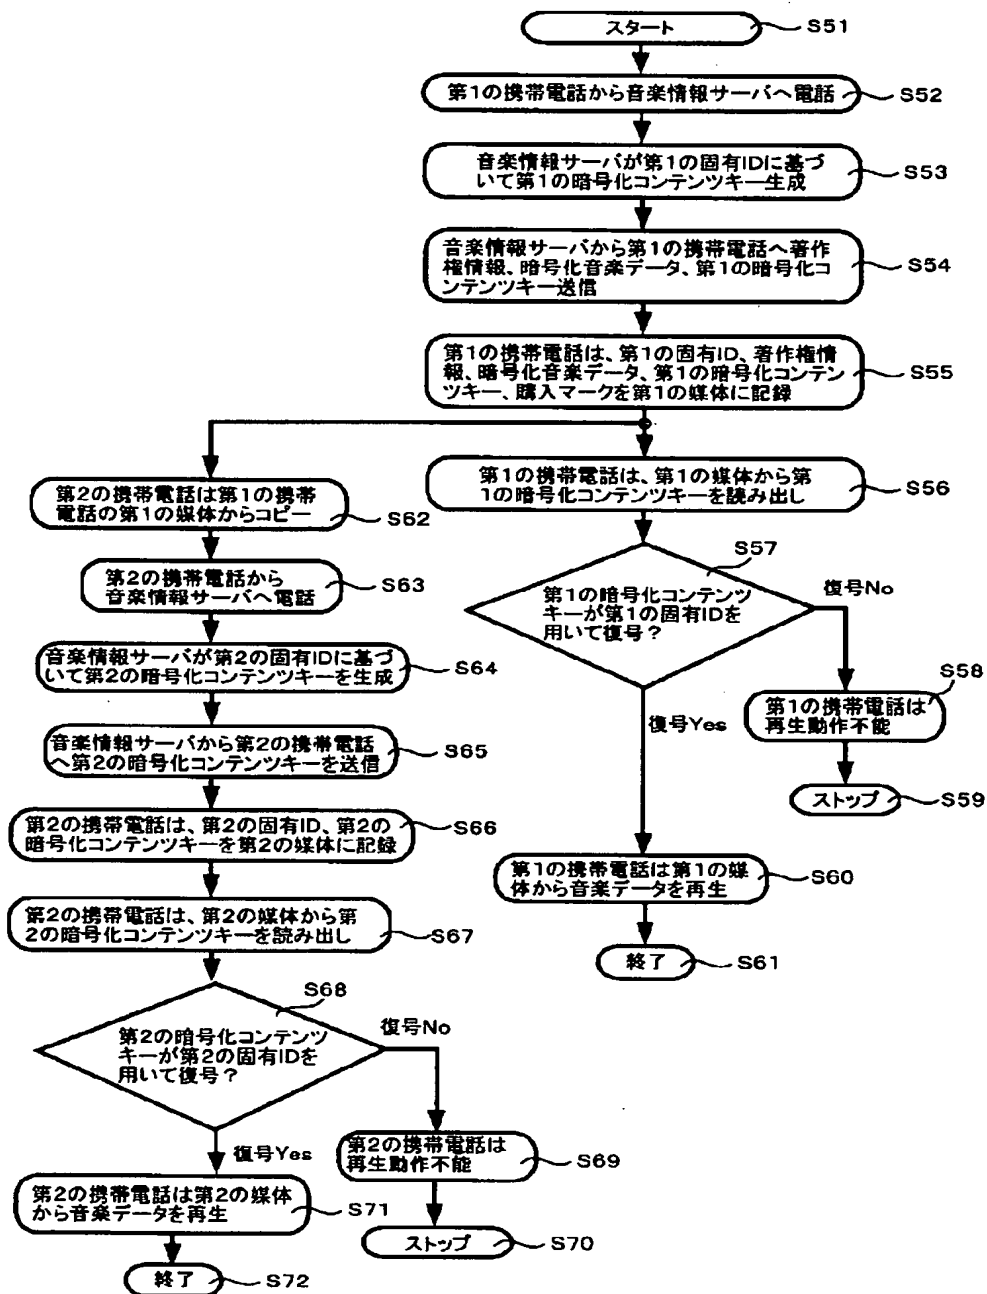 スタート
S51
第1の携帯電話から音楽情報サーバへ電話
S52
音楽情報サーバが第1の固有IDに基づ
いて第1の暗号化コンテンツキー生成
S53
音楽情報サーバから第1の携帯電話へ著作
権情報、暗号化音楽データ、第1の暗号化コ
ンテンツキー送信
S54
第1の携帯電話は、第1の固有ID、著作権情
報、暗号化音楽データ、第1の暗号化コンテン
ツキー、購入マークを第1の媒体に記録
S55
第1の携帯電話は、第1の媒体から第
1の暗号化コンテンツキーを読み出し
S56
S57
第1の暗号化コンテンツ
キーが第1の固有IDを
用いて復号?
復号No
復号Yes
S58
第1の携帯電話は
再生動作不能
ストップ
S59
第1の携帯電話は第1の媒
体から音楽データを再生
S60
終了
S61
第2の携帯電話は第1の携帯
電話の第1の媒体からコピー
S62
第2の携帯電話から
音楽情報サーバへ電話
S63
音楽情報サーバが第2の固有IDに基づ
いて第2の暗号化コンテンツキーを生成
S64
音楽情報サーバから第2の携帯電話
へ第2の暗号化コンテンツキーを送信
S65
第2の携帯電話は、第2の固有ID、第2の
暗号化コンテンツキーを第2の媒体に記録
S66
第2の携帯電話は、第2の媒体から第
2の暗号化コンテンツキーを読み出し
S67
S68
第2の暗号化コンテンツ
キーが第2の固有IDを
用いて復号?
復号No
復号Yes
第2の携帯電話は
再生動作不能
S69
ストップ
S70
第2の携帯電話は第2の媒体
から音楽データを再生
S71
終了
S72